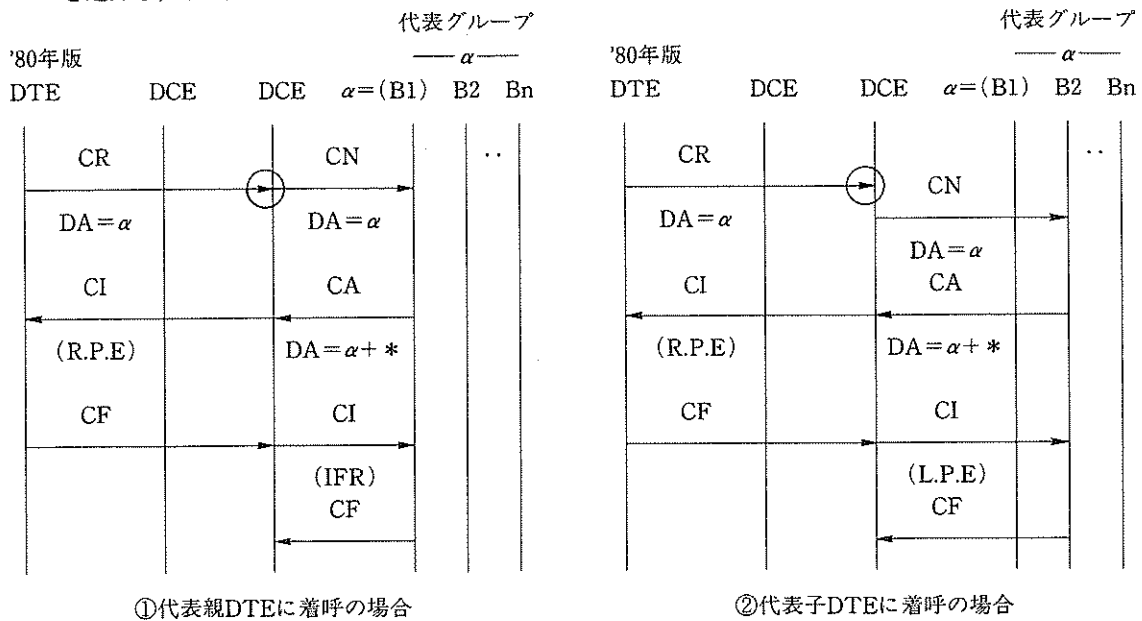 代表グループ
'80年版
α
DTE DCE DCE α=(B1) B2 Bn
CR CN
‥
DA=α DA=α
CI CA
(R.P.E) DA=α+*
CF CI
(IFR)
CF
①代表親DTEに着呼の場合
代表グループ
'80年版
α
DTE DCE DCE α=(B1) B2 Bn
‥
CR
CN
DA=α
DA=α
CI CA
(R.P.E) DA=α+*
CF CI
(L.P.E)
CF
②代表子DTEに着呼の場合